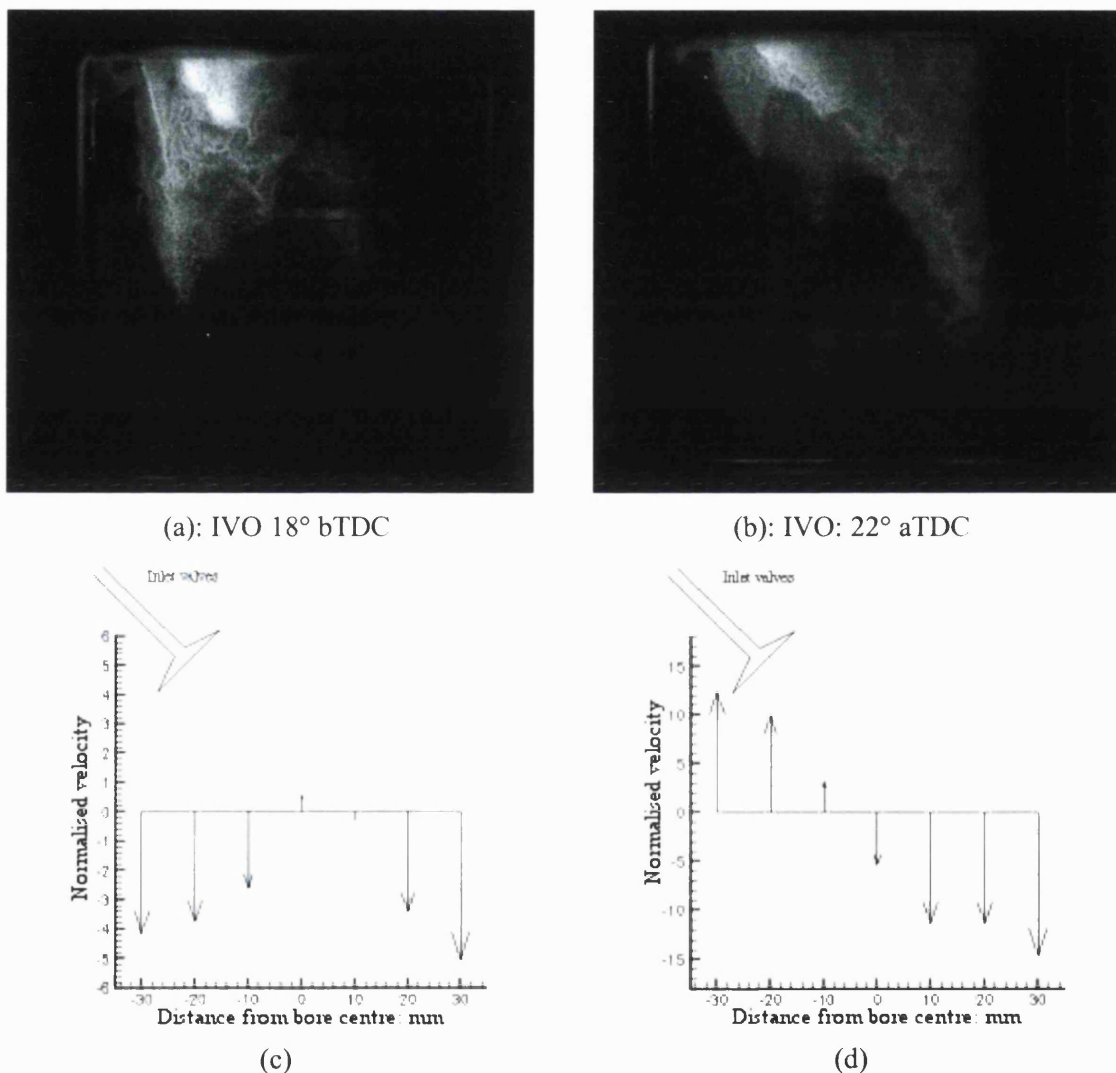 (a): IVO 18° bTDC
(b): IVO: 22° aTDC
Inlet valves
6
5
4
3
2
1
0
-1
-2
-3
-4
-5
-6
Normalised velocity
-30 -20 -10 0 10 20 30
Distance from bore centre: mm
(c)
Inlet valves
15
10
5
0
-5
-10
-15
Normalised velocity
-30 -20 -10 0 10 20 30
Distance from bore centre: mm
(d)